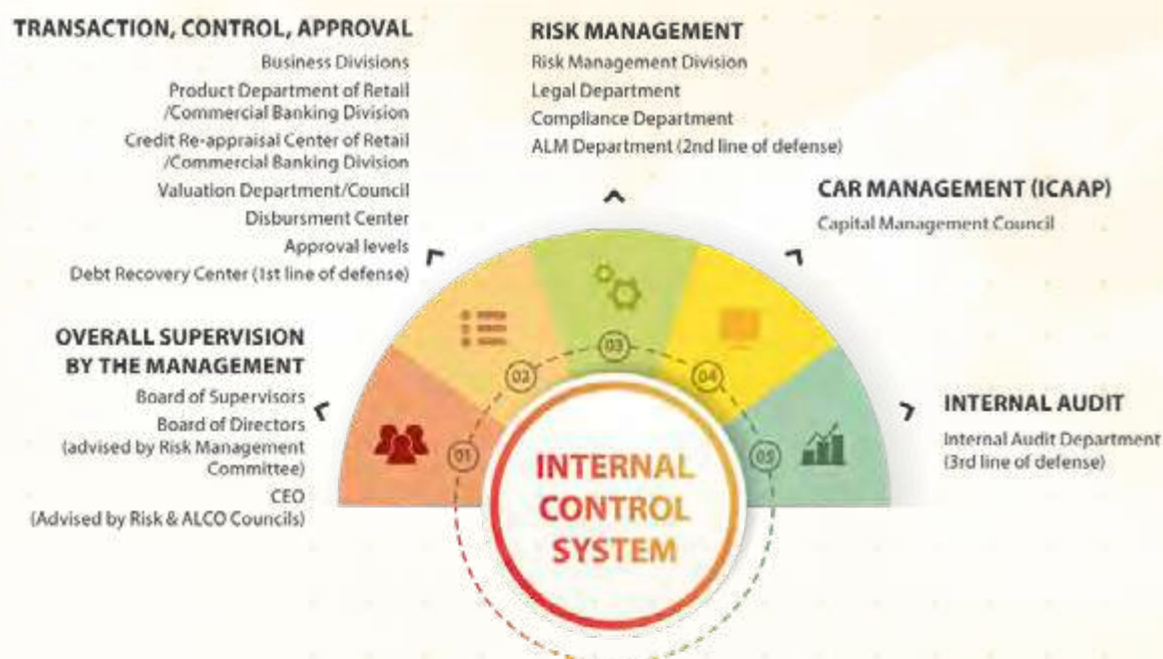 TRANSACTION, CONTROL, APPROVAL
Business Divisions
Product Department of Retail
/Commercial Banking Division
Credit Re-appraisal Center of Retail
/Commercial Banking Division
Valuation Department/Council
Disbursment Center
Approval levels
Debt Recovery Center (1st line of defense)
RISK MANAGEMENT
Risk Management Division
Legal Department
Compliance Department
ALM Department (2nd line of defense)
CAR MANAGEMENT (ICAAP)
Capital Management Council
OVERALL SUPERVISION
BY THE MANAGEMENT
Board of Supervisors
Board of Directors
(advised by Risk Management
Committee)
CEO
(Advised by Risk & ALCO Councils)
01
02
03
04
05
INTERNAL
CONTROL
SYSTEM
INTERNAL AUDIT
Internal Audit Department
(3rd line of defense)